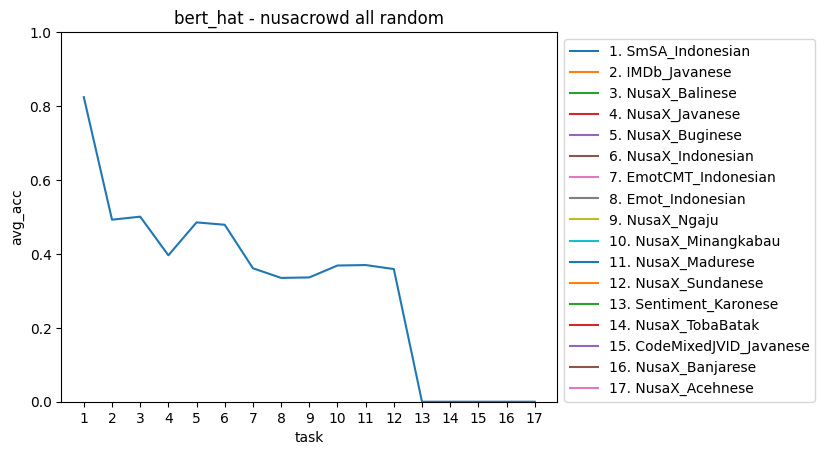 bert_hat - nusacrowd all random
1.0
0.8
0.6
0.4
0.2
0.0
avg_acc
1 2 3 4 5 6 7 8 9 10 11 12 13 14 15 16 17
task
1. SmSA_Indonesian
2. IMDb_Javanese
3. NusaX_Balinese
4. NusaX_Javanese
5. NusaX_Buginese
6. NusaX_Indonesian
7. EmotCMT_Indonesian
8. Emot_Indonesian
9. NusaX_Ngaju
10. NusaX_Minangkabau
11. NusaX_Madurese
12. NusaX_Sundanese
13. Sentiment_Karonese
14. NusaX_TobaBatak
15. CodeMixedJVID_Javanese
16. NusaX_Banjarese
17. NusaX_Acehnese